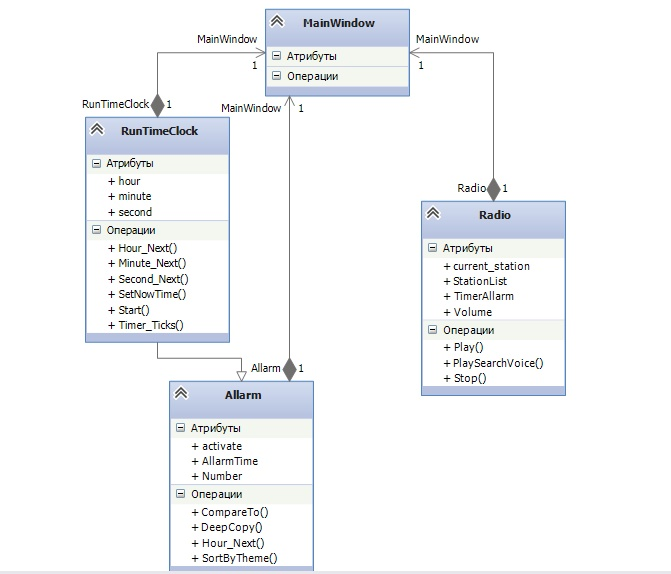 MainWindow
Атрибуты
Операции
MainWindow
1
MainWindow
1
MainWindow
1
RunTimeClock
1
RunTimeClock
Атрибуты
+ hour
+ minute
+ second
Операции
+ Hour_Next()
+ Minute_Next()
+ Second_Next()
+ SetNowTime()
+ Start()
+ Timer_Ticks()
Radio
1
Radio
Атрибуты
+ current_station
+ StationList
+ TimerAllarm
+ Volume
Операции
+ Play()
+ PlaySearchVoice()
+ Stop()
Allarm
1
Allarm
Атрибуты
+ activate
+ AllarmTime
+ Number
Операции
+ CompareTo()
+ DeepCopy()
+ Hour_Next()
+ SortByTheme()